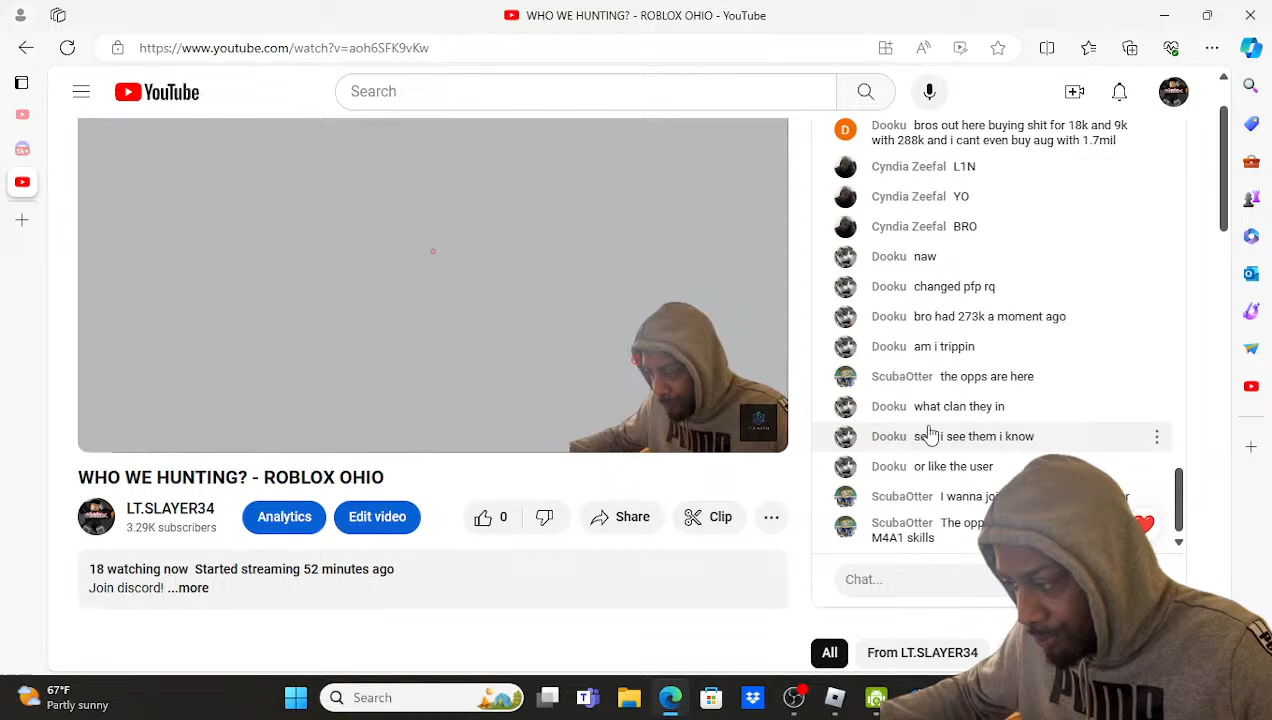 WHO WE HUNTING? - ROBLOX OHIO - YouTube
https://www.youtube.com/watch?v=aoh6SFK9vKw
YouTube
Search
Dooku bros out here buying shit for 18k and 9k
with 288k and i cant even buy aug with 1.7mil
Cyndia Zeefal L1N
Cyndia Zeefal YO
Cyndia Zeefal BRO
Dooku naw
Dooku changed pfp rq
Dooku bro had 273k a moment ago
Dooku am i trippin
ScubaOtter the opps are here
Dooku what clan they in
Dooku i see them i know
Dooku or like the user
ScubaOtter I wanna
ScubaOtter The
M4A1 skills
Chat...
WHO WE HUNTING? - ROBLOX OHIO
LT.SLAYER34
3.29K subscribers
Analytics
Edit video
0
Share
Clip
18 watching now Started streaming 52 minutes ago
Join discord! ...more
All
From LT.SLAYER34
67°F
Partly sunny
Search